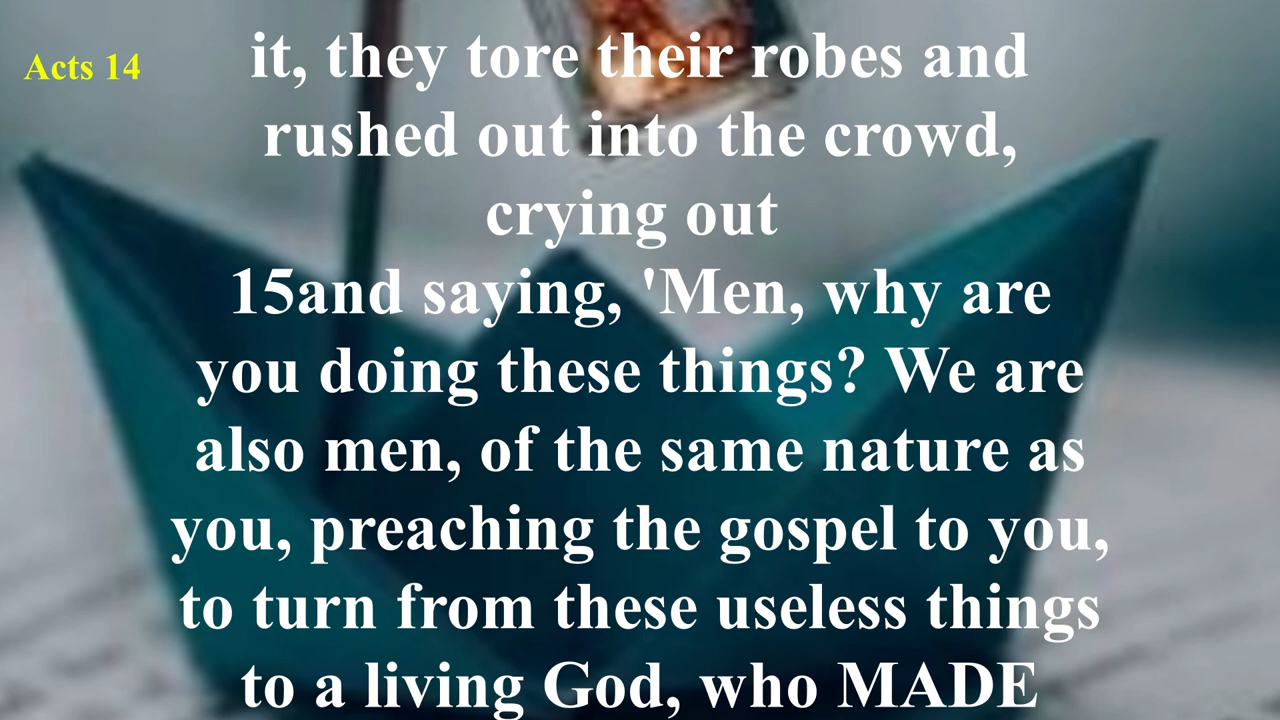 Acts 14
it, they tore their robes and
rushed out into the crowd,
crying out
15and saying, 'Men, why are
you doing these things? We are
also men, of the same nature as
you, preaching the gospel to you,
to turn from these useless things
to a living God, who MADE